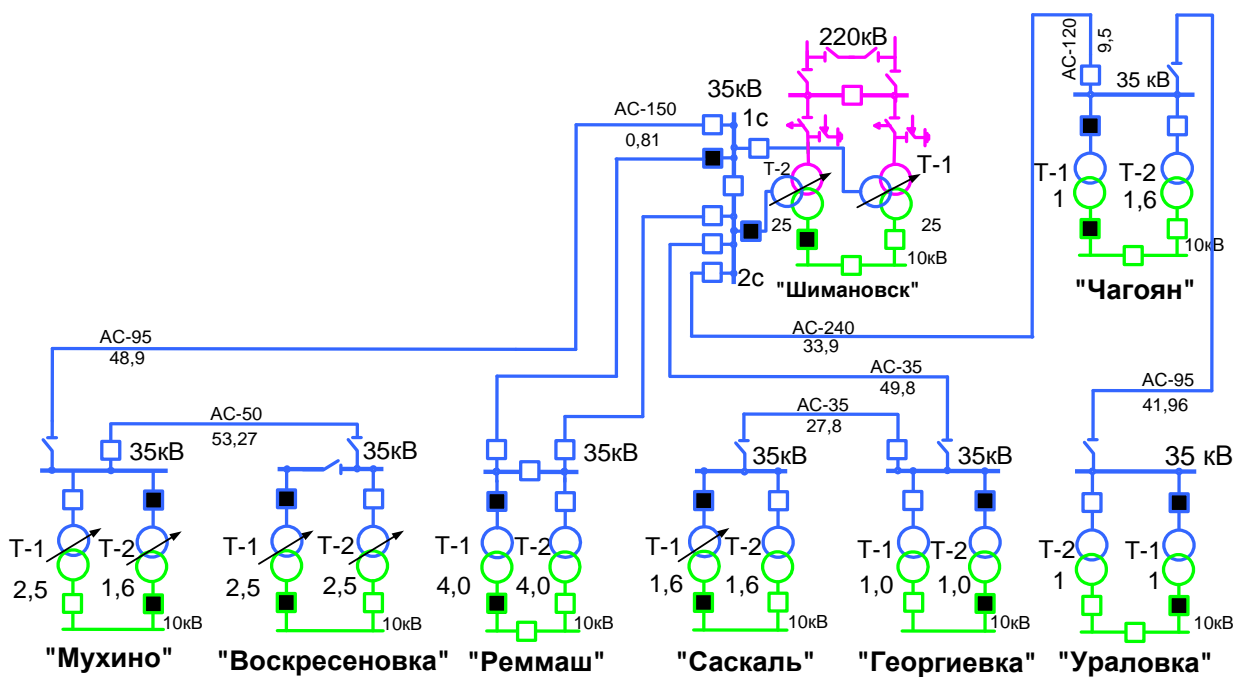 220кВ
35кВ
АС-150
1с
0,81
Т-2
Т-1
25
25
10кВ
2с
"Шимановск"
АС-120
9,5
35 кВ
Т-1
1
Т-2
1,6
10кВ
"Чагоян"
АС-240
33,9
АС-95
48,9
АС-35
49,8
АС-95
41,96
АС-50
53,27
АС-35
27,8
35кВ
Т-1
2,5
Т-2
1,6
10кВ
"Мухино"
35кВ
Т-1
2,5
Т-2
2,5
10кВ
"Воскресеновка"
35кВ
Т-1
4,0
Т-2
4,0
10кВ
"Реммаш"
35кВ
Т-1
1,6
Т-2
1,6
10кВ
"Саскаль"
35кВ
Т-1
1,0
Т-2
1,0
10кВ
"Георгиевка"
35 кВ
Т-2
1
Т-1
1
10кВ
"Ураловка"